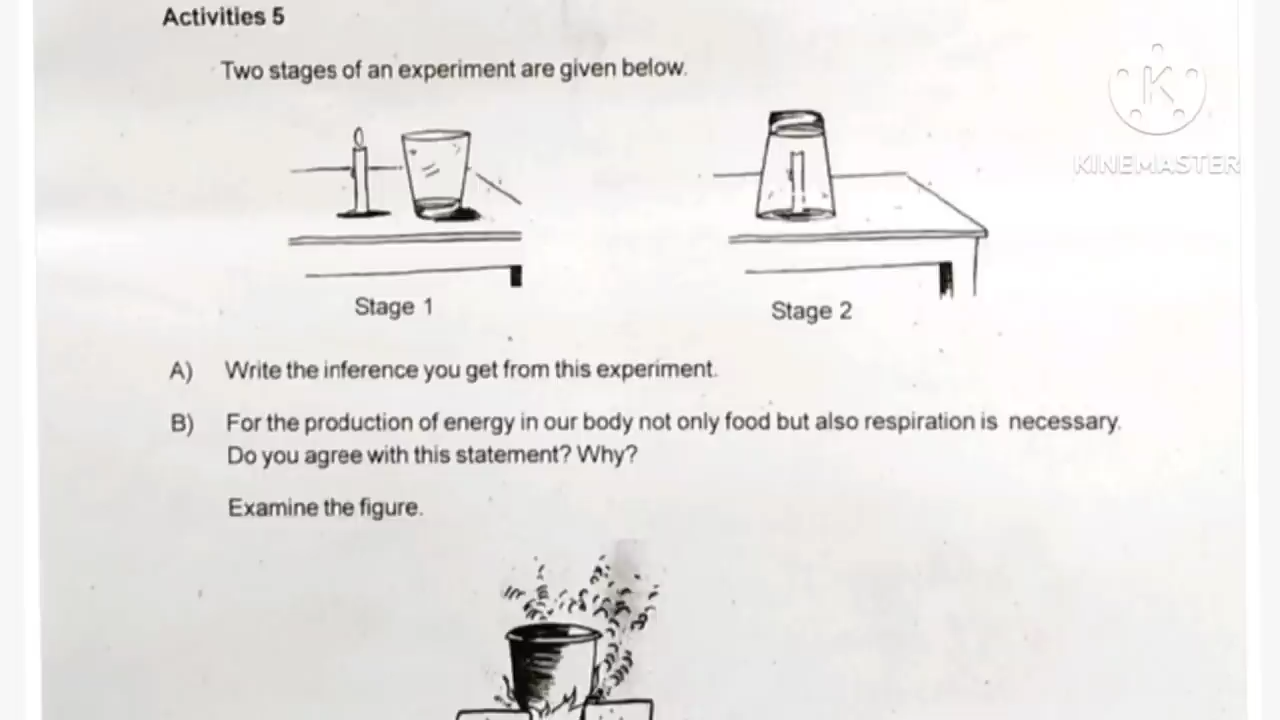 Activities 5
Two stages of an experiment are given below.
K
KINEMASTER
Stage 1
Stage 2
A) Write the inference you get from this experiment.
B) For the production of energy in our body not only food but also respiration is necessary.
Do you agree with this statement? Why?
Examine the figure.